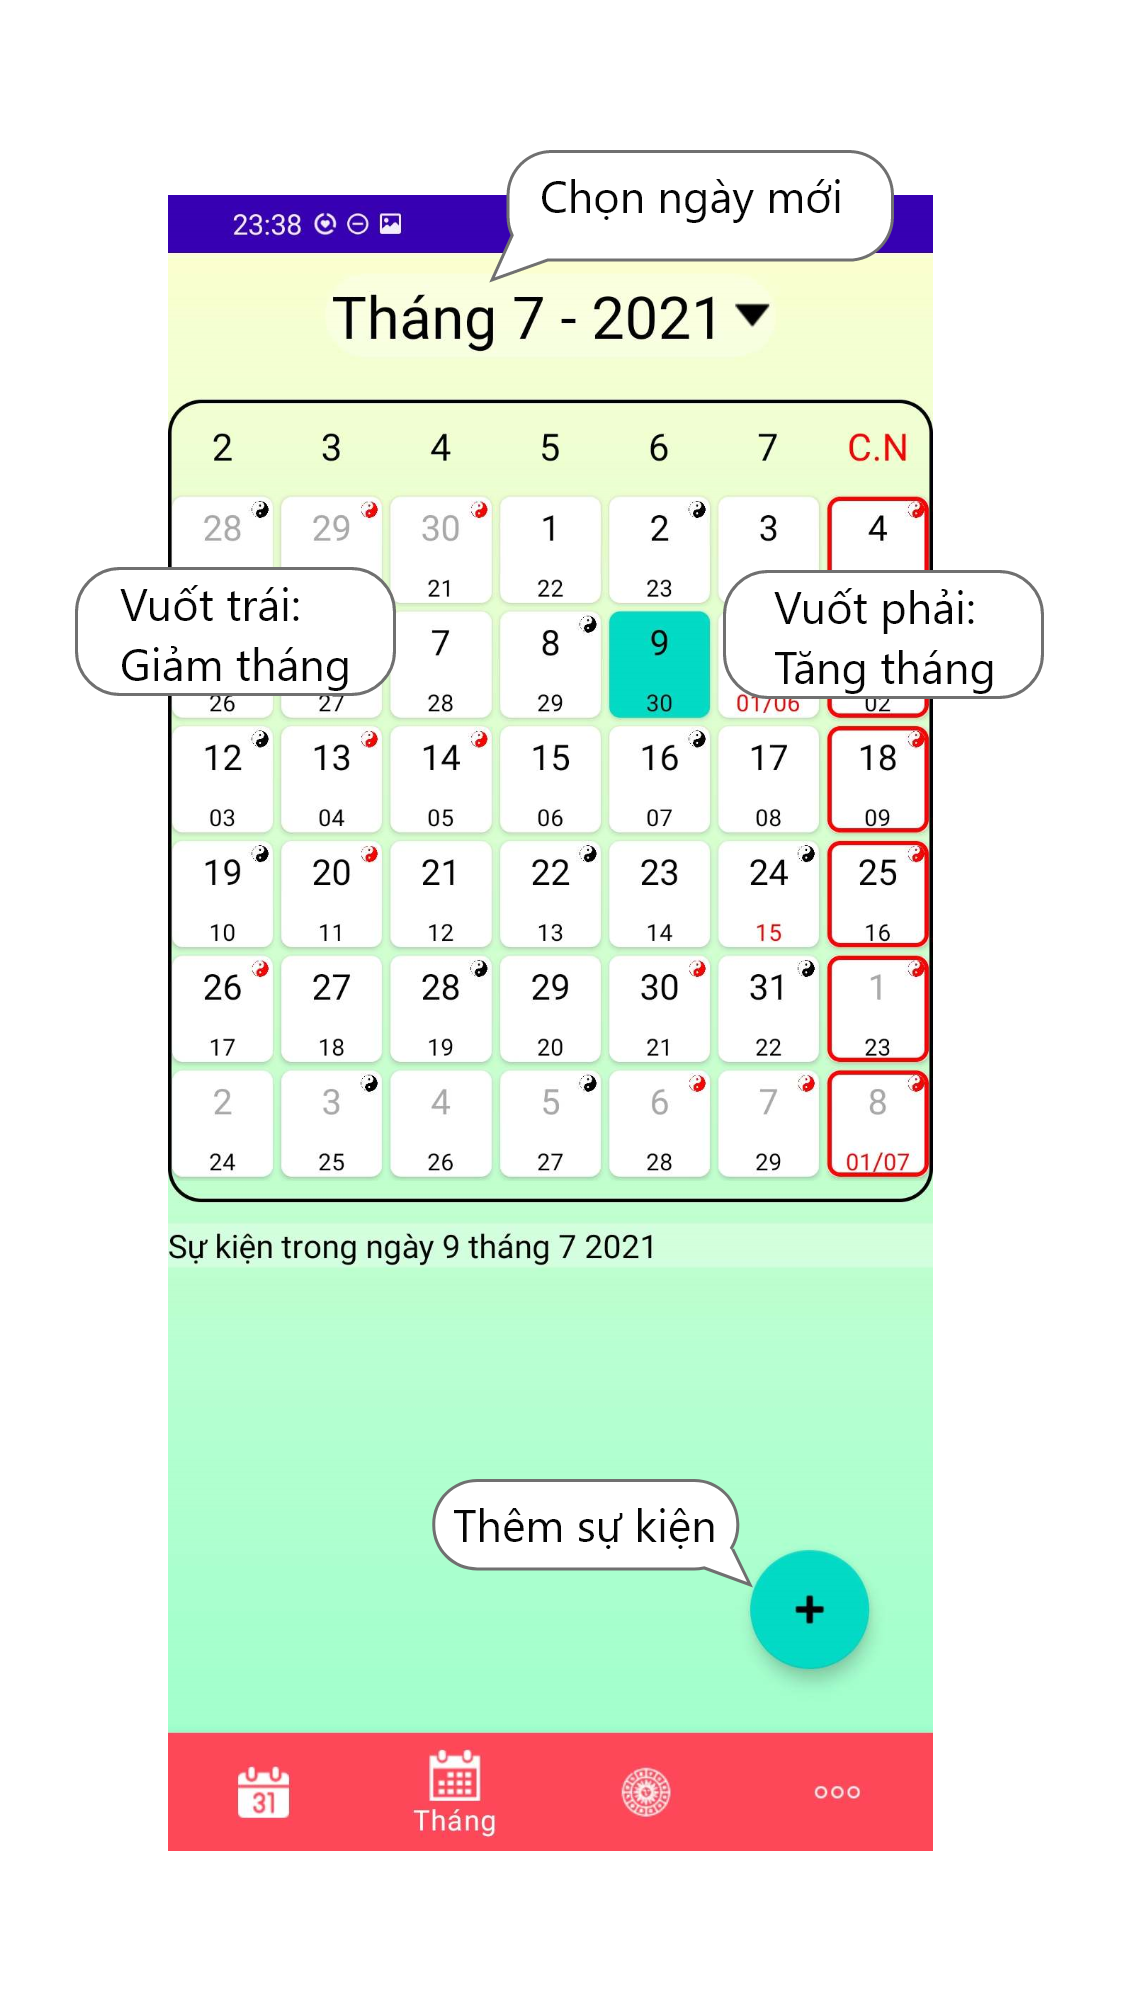 Chọn ngày mới
23:38
Tháng 7 - 2021
2 3 4 5 6 7 C.N
28 29 30 1 2 3 4
21 22 23
Vuốt trái:
Giảm tháng
Vuốt phải:
Tăng tháng
7 8 9
26 27 28 29 30 01/06 02
12 13 14 15 16 17 18
03 04 05 06 07 08 09
19 20 21 22 23 24 25
10 11 12 13 14 15 16
26 27 28 29 30 31 1
17 18 19 20 21 22 23
2 3 4 5 6 7 8
24 25 26 27 28 29 01/07
Sự kiện trong ngày 9 tháng 7 2021
Thêm sự kiện
+
31
Tháng